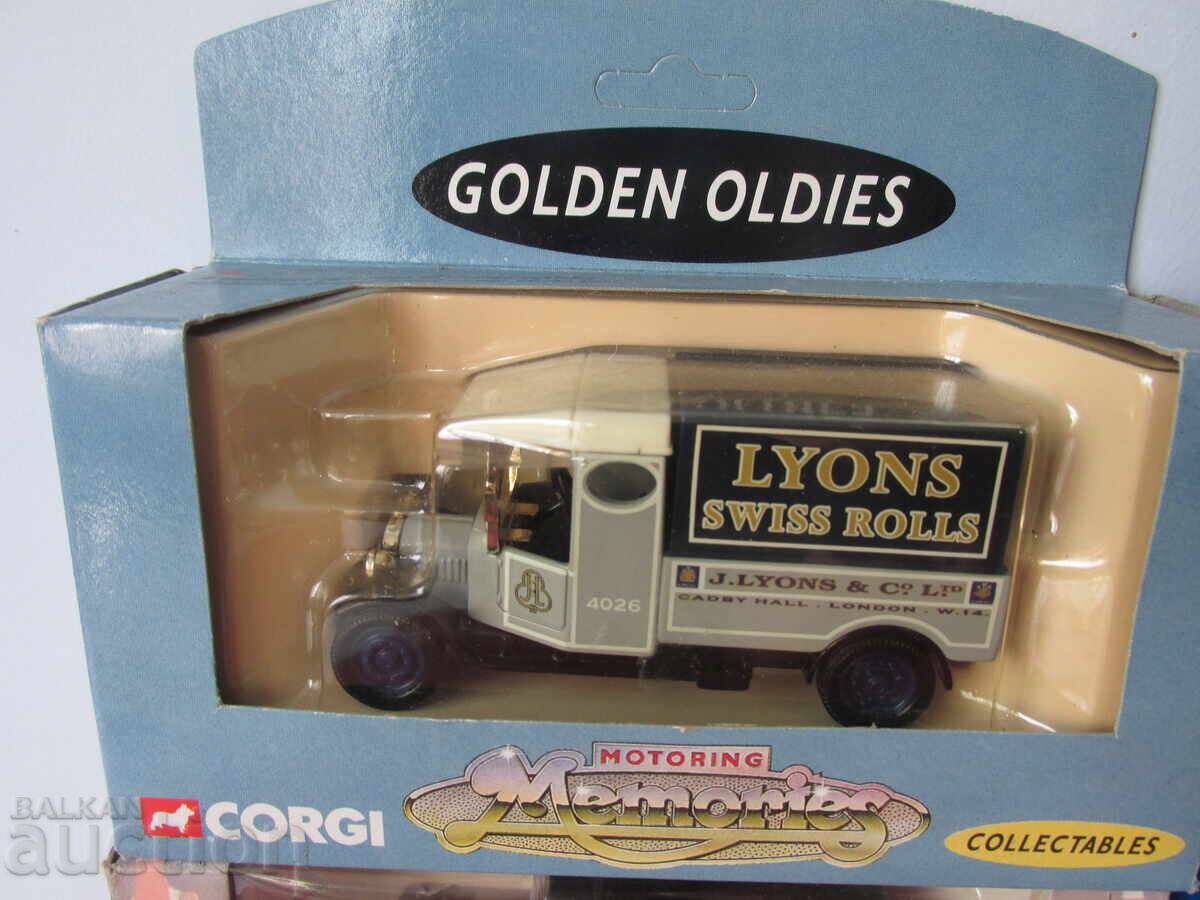 GOLDEN OLDIES
LYONS
SWISS ROLLS
J.LYONS & Cº LTD
CADBY HALL . LONDON . W.14.
4026
MOTORING
Memories
CORGI
COLLECTABLES
BALKAN
auction